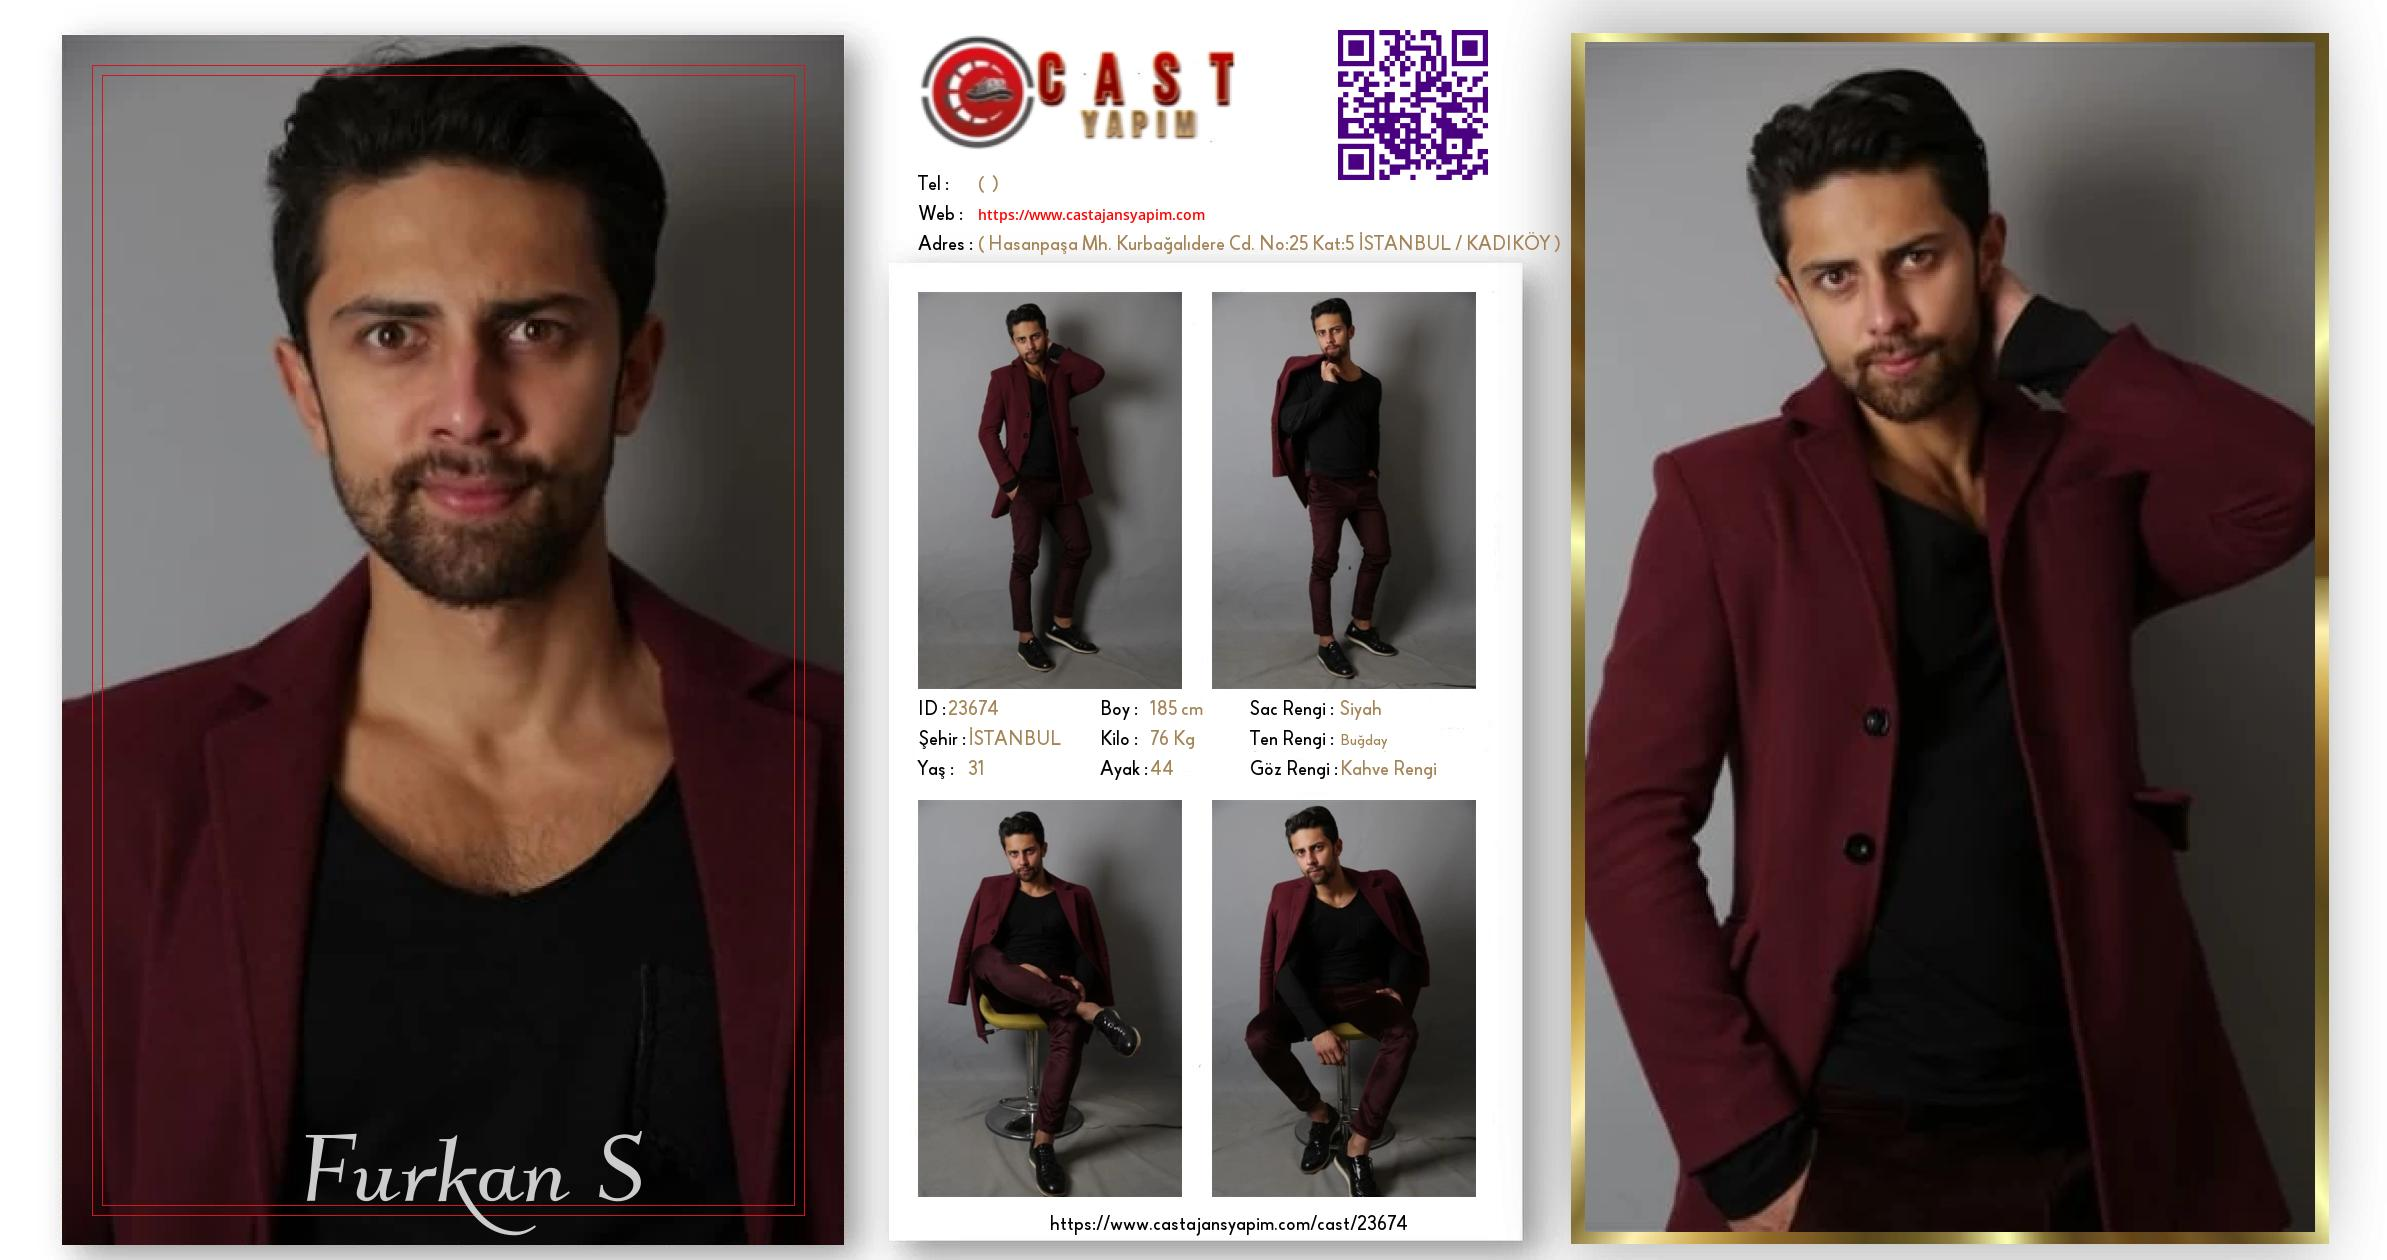 Furkan S
CAST
YAPIM
Tel : ( )
Web : https://www.castajansyapim.com
Adres : ( Hasanpaşa Mh. Kurbağalıdere Cd. No:25 Kat:5 İSTANBUL / KADIKÖY )
ID : 23674 Boy : 185 cm Sac Rengi : Siyah
Şehir : İSTANBUL Kilo : 76 Kg Ten Rengi : Buğday
Yaş : 31 Ayak : 44 Göz Rengi : Kahve Rengi
https://www.castajansyapim.com/cast/23674